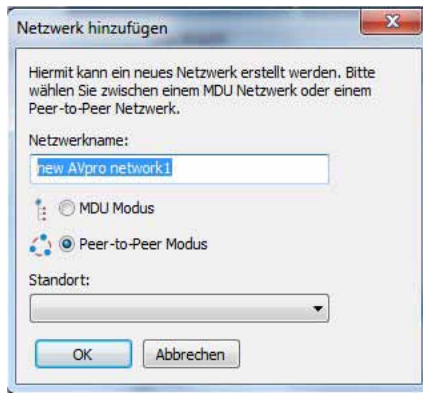 Netzwerk hinzufügen
Hiermit kann ein neues Netzwerk erstellt werden. Bitte
wählen Sie zwischen einem MDU Netzwerk oder einem
Peer-to-Peer Netzwerk.
Netzwerkname:
new AVpro network1
MDU Modus
Peer-to-Peer Modus
Standort:
OK
Abbrechen